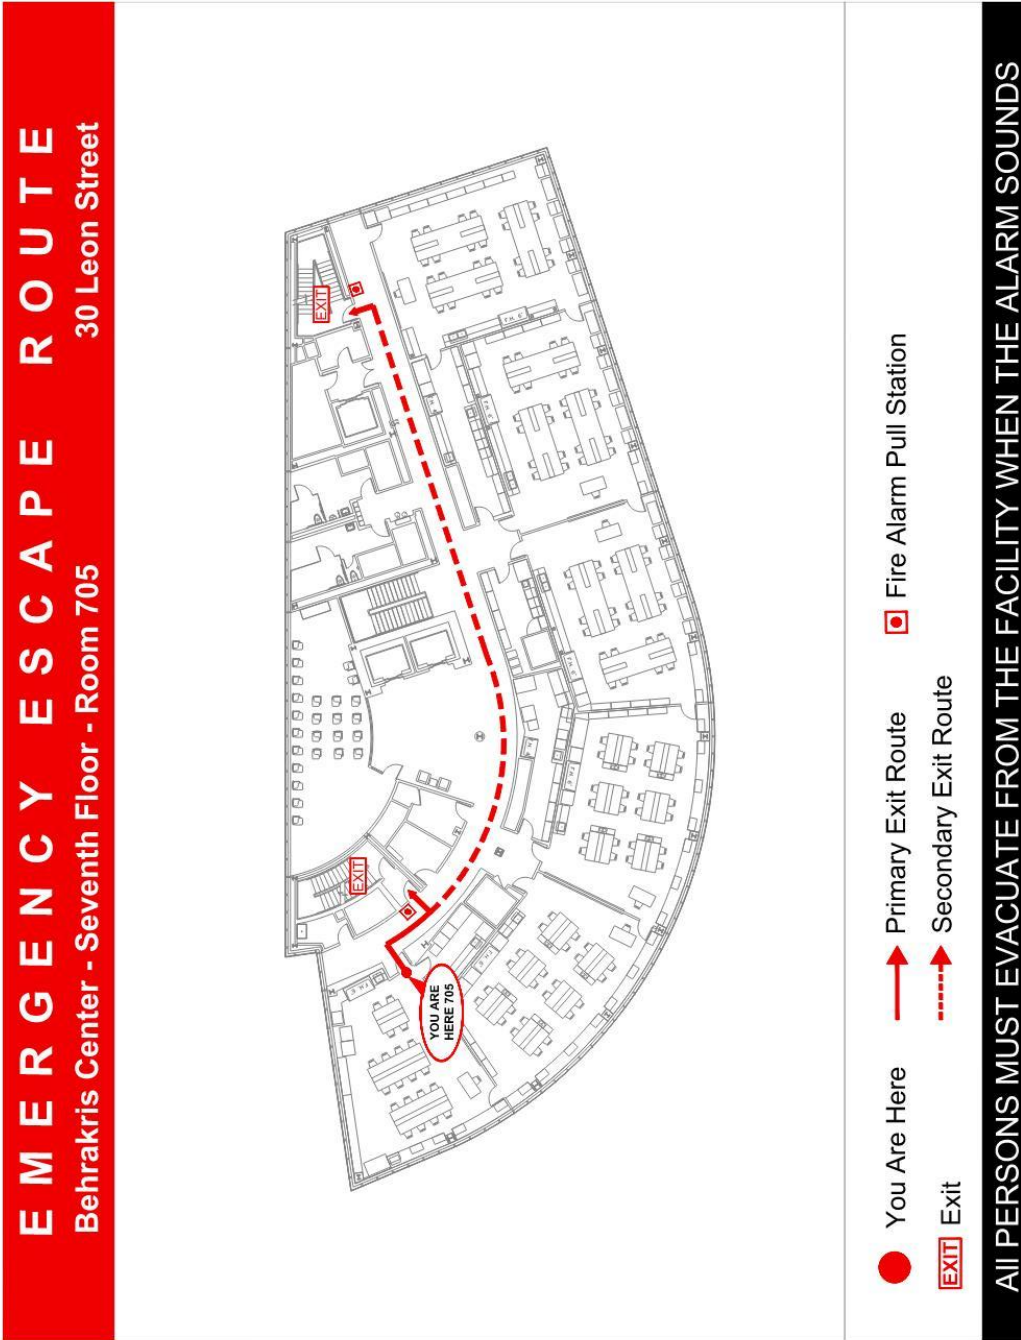 EMERGENCY ESCAPE ROUTE
Behrakris Center - Seventh Floor - Room 705
30 Leon Street
EXIT
EXIT
YOU ARE
HERE 705
You Are Here
Primary Exit Route
Fire Alarm Pull Station
EXIT Exit
Secondary Exit Route
All PERSONS MUST EVACUATE FROM THE FACILITY WHEN THE ALARM SOUNDS